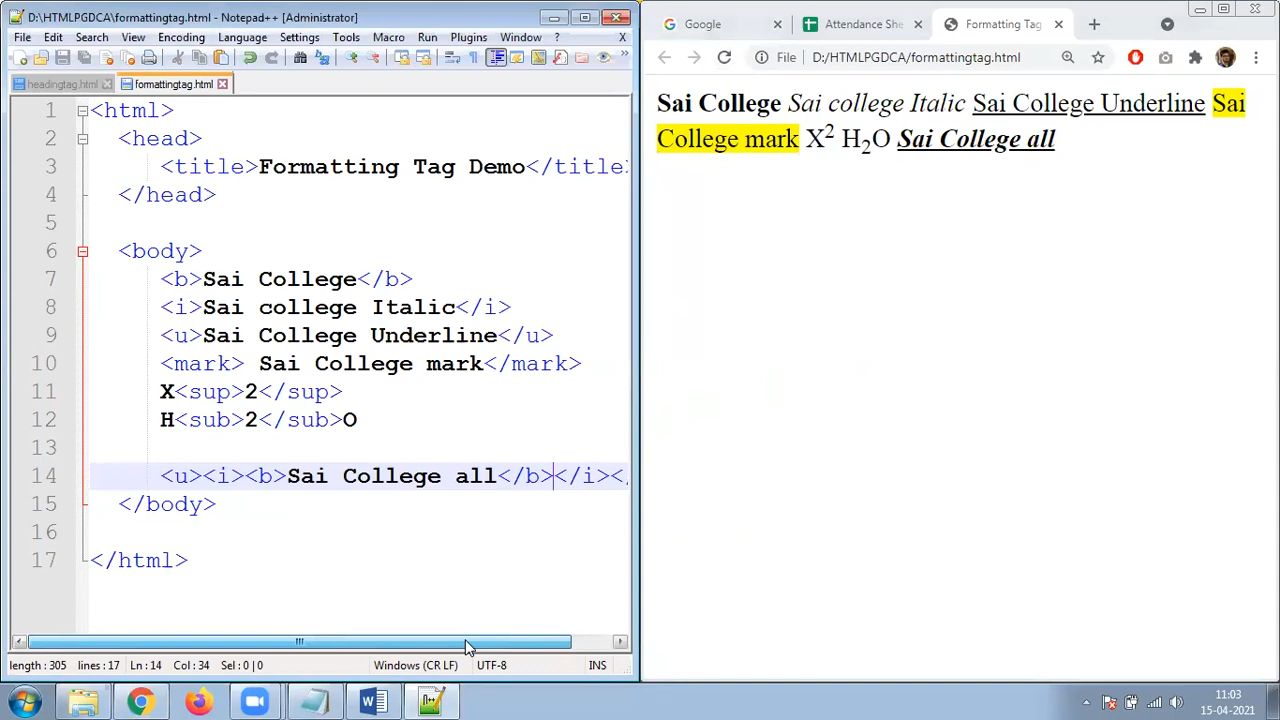 D:\HTMLPGDCA\formattingtag.html - Notepad++ [Administrator]
File Edit Search View Encoding Language Settings Tools Macro Run Plugins Window ? X
headingtag.html formattingtag.html
1 <html>
2 <head>
3 <title>Formatting Tag Demo</title>
4 </head>
5
6 <body>
7 <b>Sai College</b>
8 <i>Sai college Italic</i>
9 <u>Sai College Underline</u>
10 <mark> Sai College mark</mark>
11 X<sup>2</sup>
12 H<sub>2</sub>O
13
14 <u><i><b>Sai College all</b></i></
15 </body>
16
17 </html>
length : 305 lines : 17 Ln : 14 Col : 34 Sel : 0 | 0 Windows (CR LF) UTF-8 INS
Google Attendance She Formatting Tag
File D:/HTMLPGDCA/formattingtag.html
Sai College Sai college Italic Sai College Underline Sai
College mark X² H₂O Sai College all
11:03
15-04-2021